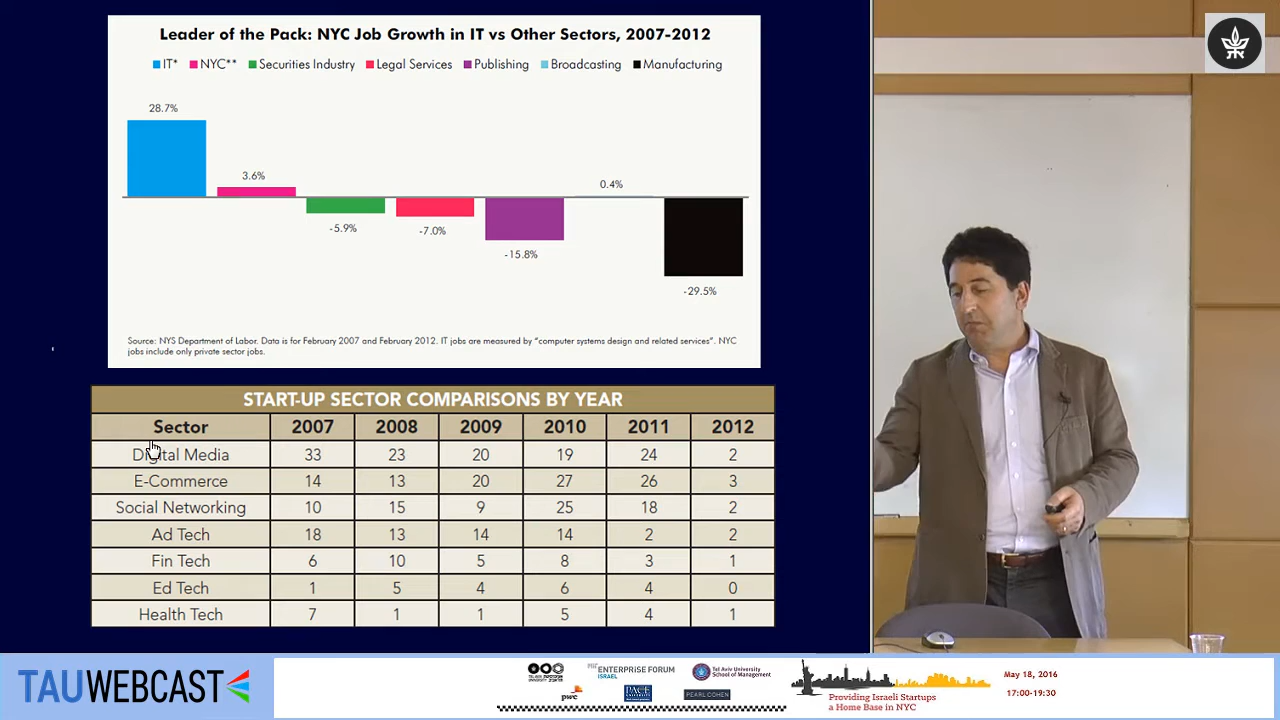 Leader of the Pack: NYC Job Growth in IT vs Other Sectors, 2007-2012
IT* NYC** Securities Industry Legal Services Publishing Broadcasting Manufacturing
28.7%
3.6%
-5.9%
-7.0%
-15.8%
0.4%
-29.5%
Source: NYS Department of Labor. Data is for February 2007 and February 2012. IT jobs are measured by “computer systems design and related services”. NYC
jobs include only private sector jobs.
START-UP SECTOR COMPARISONS BY YEAR
Sector 2007 2008 2009 2010 2011 2012
Digital Media 33 23 20 19 24 2
E-Commerce 14 13 20 27 26 3
Social Networking 10 15 9 25 18 2
Ad Tech 18 13 14 14 2 2
Fin Tech 6 10 5 8 3 1
Ed Tech 1 5 4 6 4 0
Health Tech 7 1 1 5 4 1
TAUWEBCAST
ENTERPRISE FORUM
ISRAEL
Tel Aviv University
School of Management
pwc
PACE
PEARL COHEN
Providing Israeli Startups
a Home Base in NYC
May 18, 2016
17:00-19:30